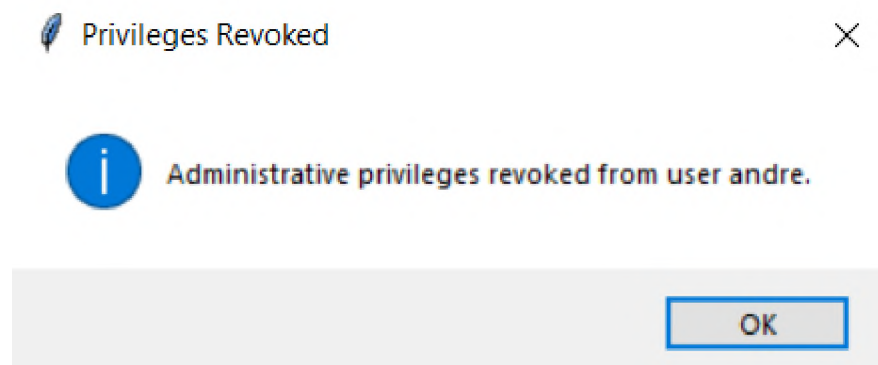 Privileges Revoked
Administrative privileges revoked from user andre.
OK